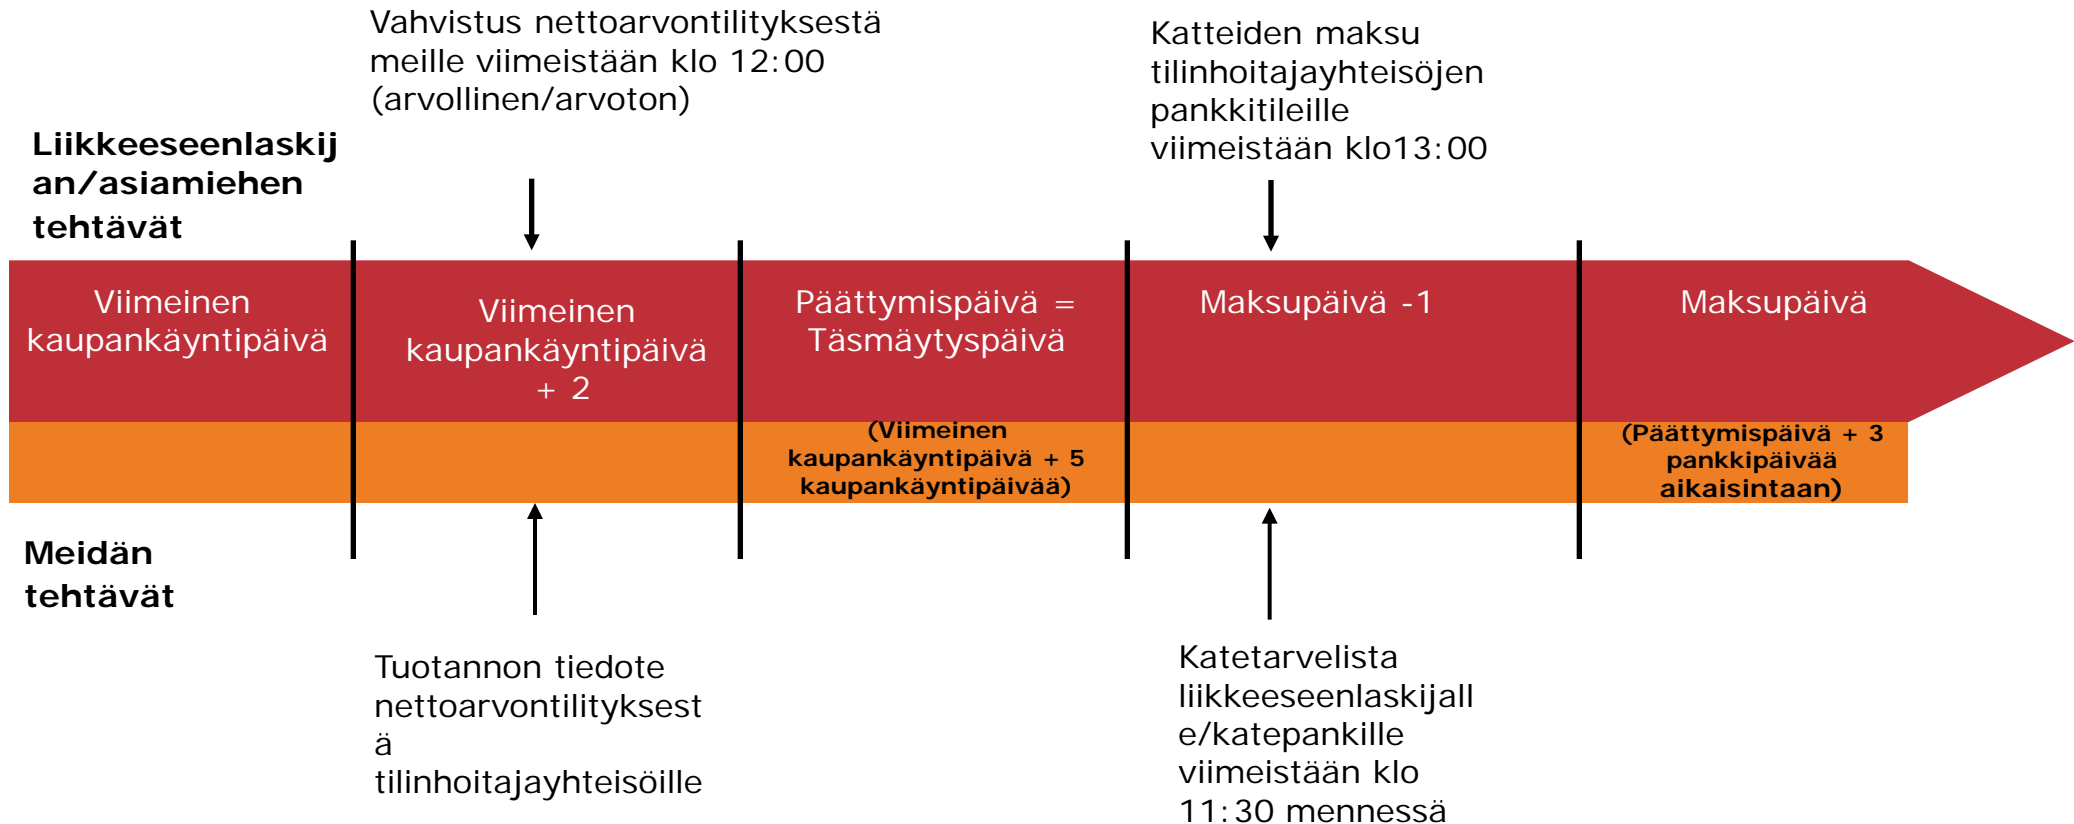 Vahvistus nettoarvontilityksestä
meille viimeistään klo 12:00
(arvollinen/arvoton)
Katteiden maksu
tilinhoitajayhteisöjen
pankkitileille
viimeistään klo13:00
Liikkeeseenlaskij
an/asiamiehen
tehtävät
Viimeinen
kaupankäyntipäivä
Viimeinen
kaupankäyntipäivä
+ 2
Päättymispäivä =
Täsmäytyspäivä
Maksupäivä -1
Maksupäivä
(Viimeinen
kaupankäyntipäivä + 5
kaupankäyntipäivää)
(Päättymispäivä + 3
pankkipäivää
aikaisintaan)
Meidän
tehtävät
Tuotannon tiedote
nettoarvontilityksest
ä
tilinhoitajayhteisöille
Katetarvelista
liikkeeseenlaskijall
e/katepankille
viimeistään klo
11:30 mennessä